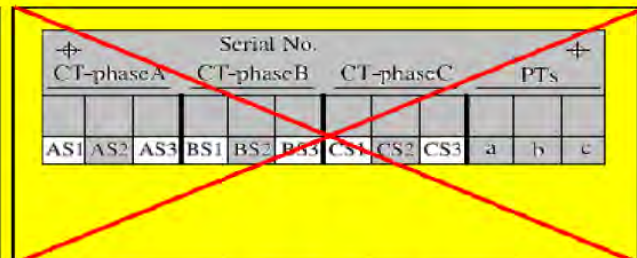 Serial No.
CT-phaseA CT-phaseB CT-phaseC PTs
AS1 AS2 AS3 BS1 BS2 BS3 CS1 CS2 CS3 a b c